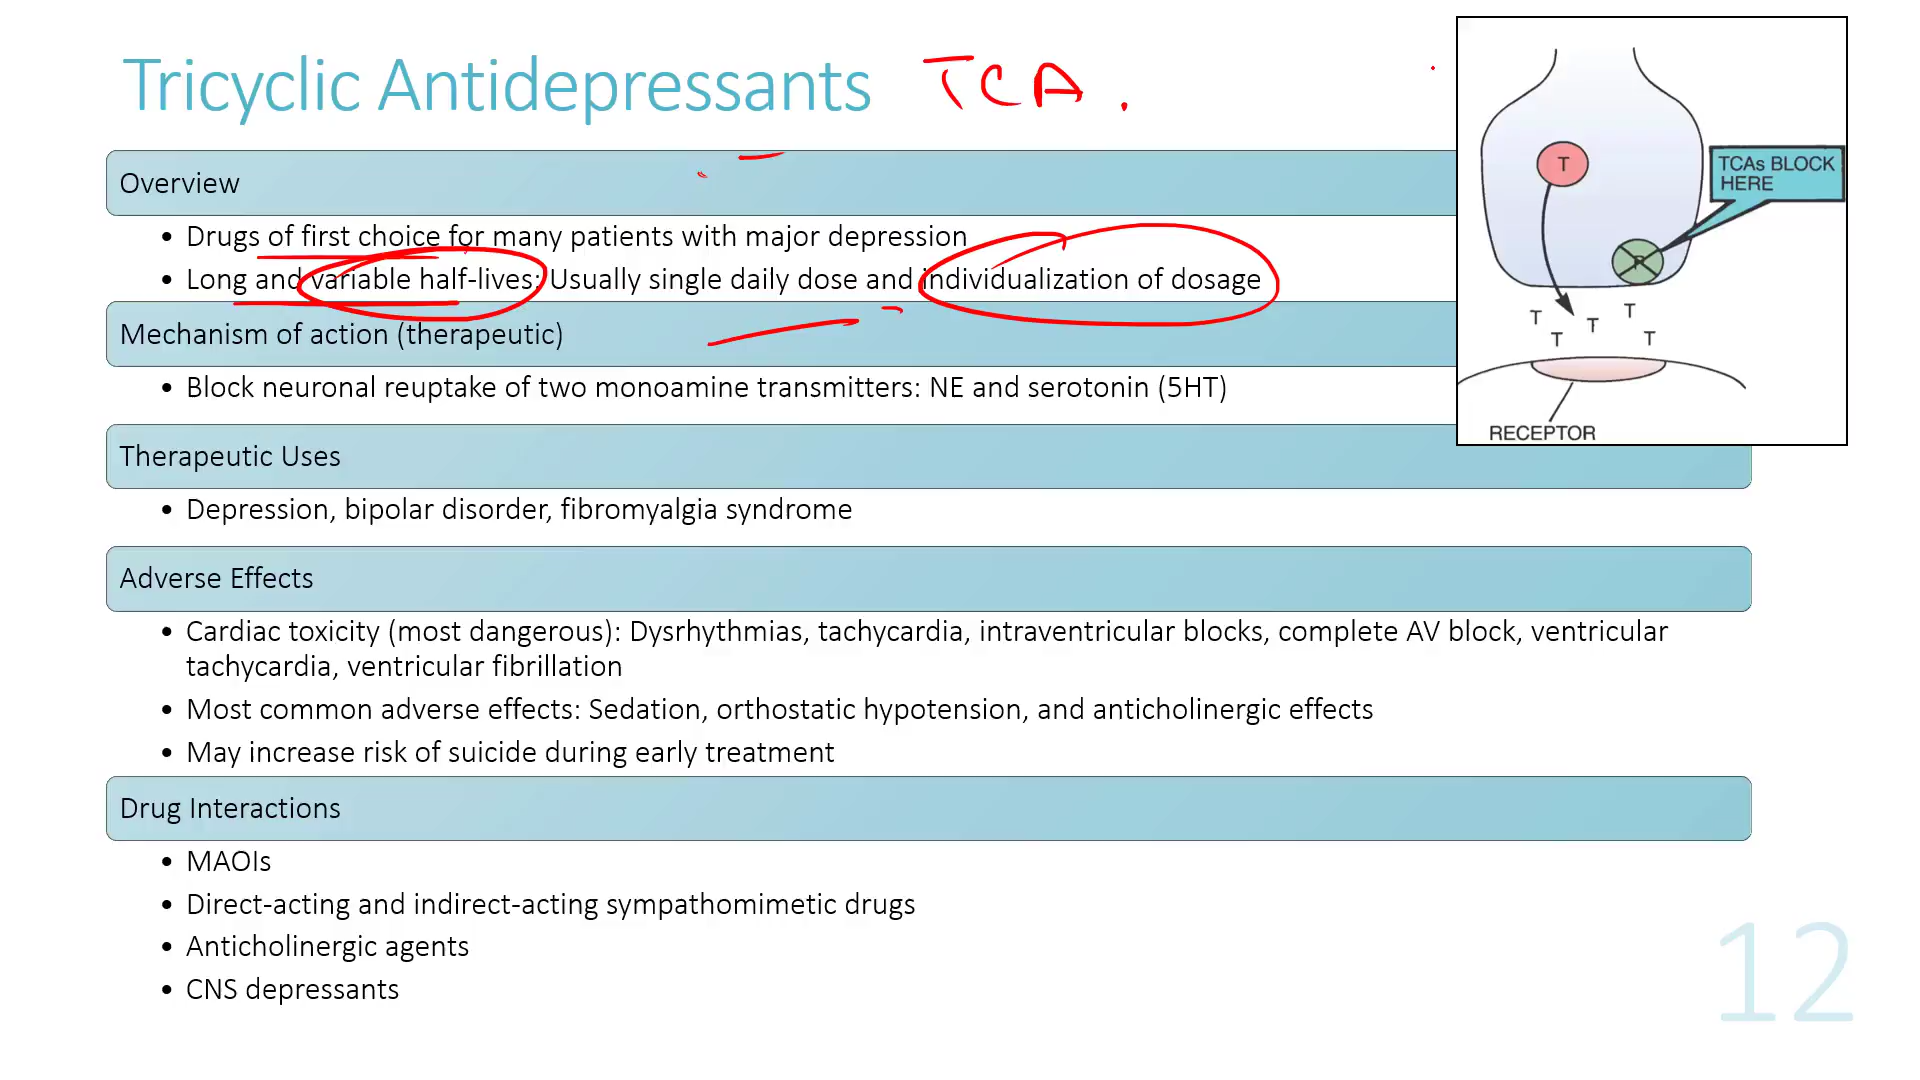 Tricyclic Antidepressants TCA.
Overview
• Drugs of first choice for many patients with major depression
• Long and variable half-lives: Usually single daily dose and individualization of dosage
Mechanism of action (therapeutic)
• Block neuronal reuptake of two monoamine transmitters: NE and serotonin (5HT)
Therapeutic Uses
• Depression, bipolar disorder, fibromyalgia syndrome
Adverse Effects
• Cardiac toxicity (most dangerous): Dysrhythmias, tachycardia, intraventricular blocks, complete AV block, ventricular
tachycardia, ventricular fibrillation
• Most common adverse effects: Sedation, orthostatic hypotension, and anticholinergic effects
• May increase risk of suicide during early treatment
Drug Interactions
• MAOIs
• Direct-acting and indirect-acting sympathomimetic drugs
• Anticholinergic agents
• CNS depressants
T
TCAs BLOCK
HERE
T T T T T
RECEPTOR
12